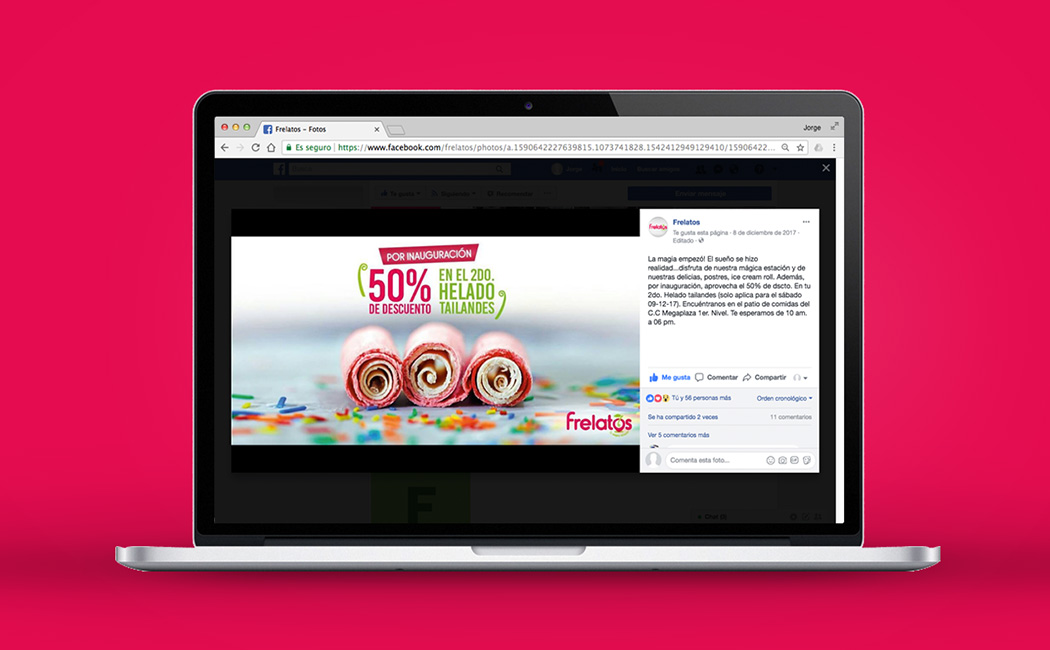 Frelatos – Fotos
Jorge
Es seguro | https://www.facebook.com/frelatos/photos/a.1590642227639815.1073741828.1542412949129410/15906422...
Enviar mensaje
POR INAUGURACIÓN
50%
DE DESCUENTO
EN EL 2DO.
HELADO
TAILANDES
frelatos
Frelatos
Te gusta esta página · 8 de diciembre de 2017 ·
Editado ·
La magia empezó! El sueño se hizo
realidad...disfruta de nuestra mágica estación y de
nuestras delicias, postres, ice cream roll. Además,
por inauguración, aprovecha el 50% de dscto. En tu
2do. Helado tailandes (solo aplica para el sábado
09-12-17). Encuéntranos en el patio de comidas del
C.C Megaplaza 1er. Nivel. Te esperamos de 10 am.
a 06 pm.
Me gusta Comentar Compartir
Tú y 56 personas más Orden cronológico
Se ha compartido 2 veces 11 comentarios
Ver 5 comentarios más
Comenta esta foto...
F